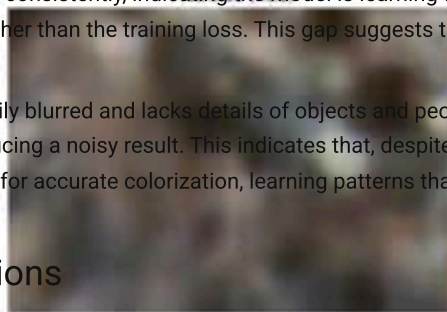 her than the training loss. This gap suggests t
ily blurred and lacks details of objects and peo
cing a noisy result. This indicates that, despite
for accurate colorization, learning patterns tha
ions